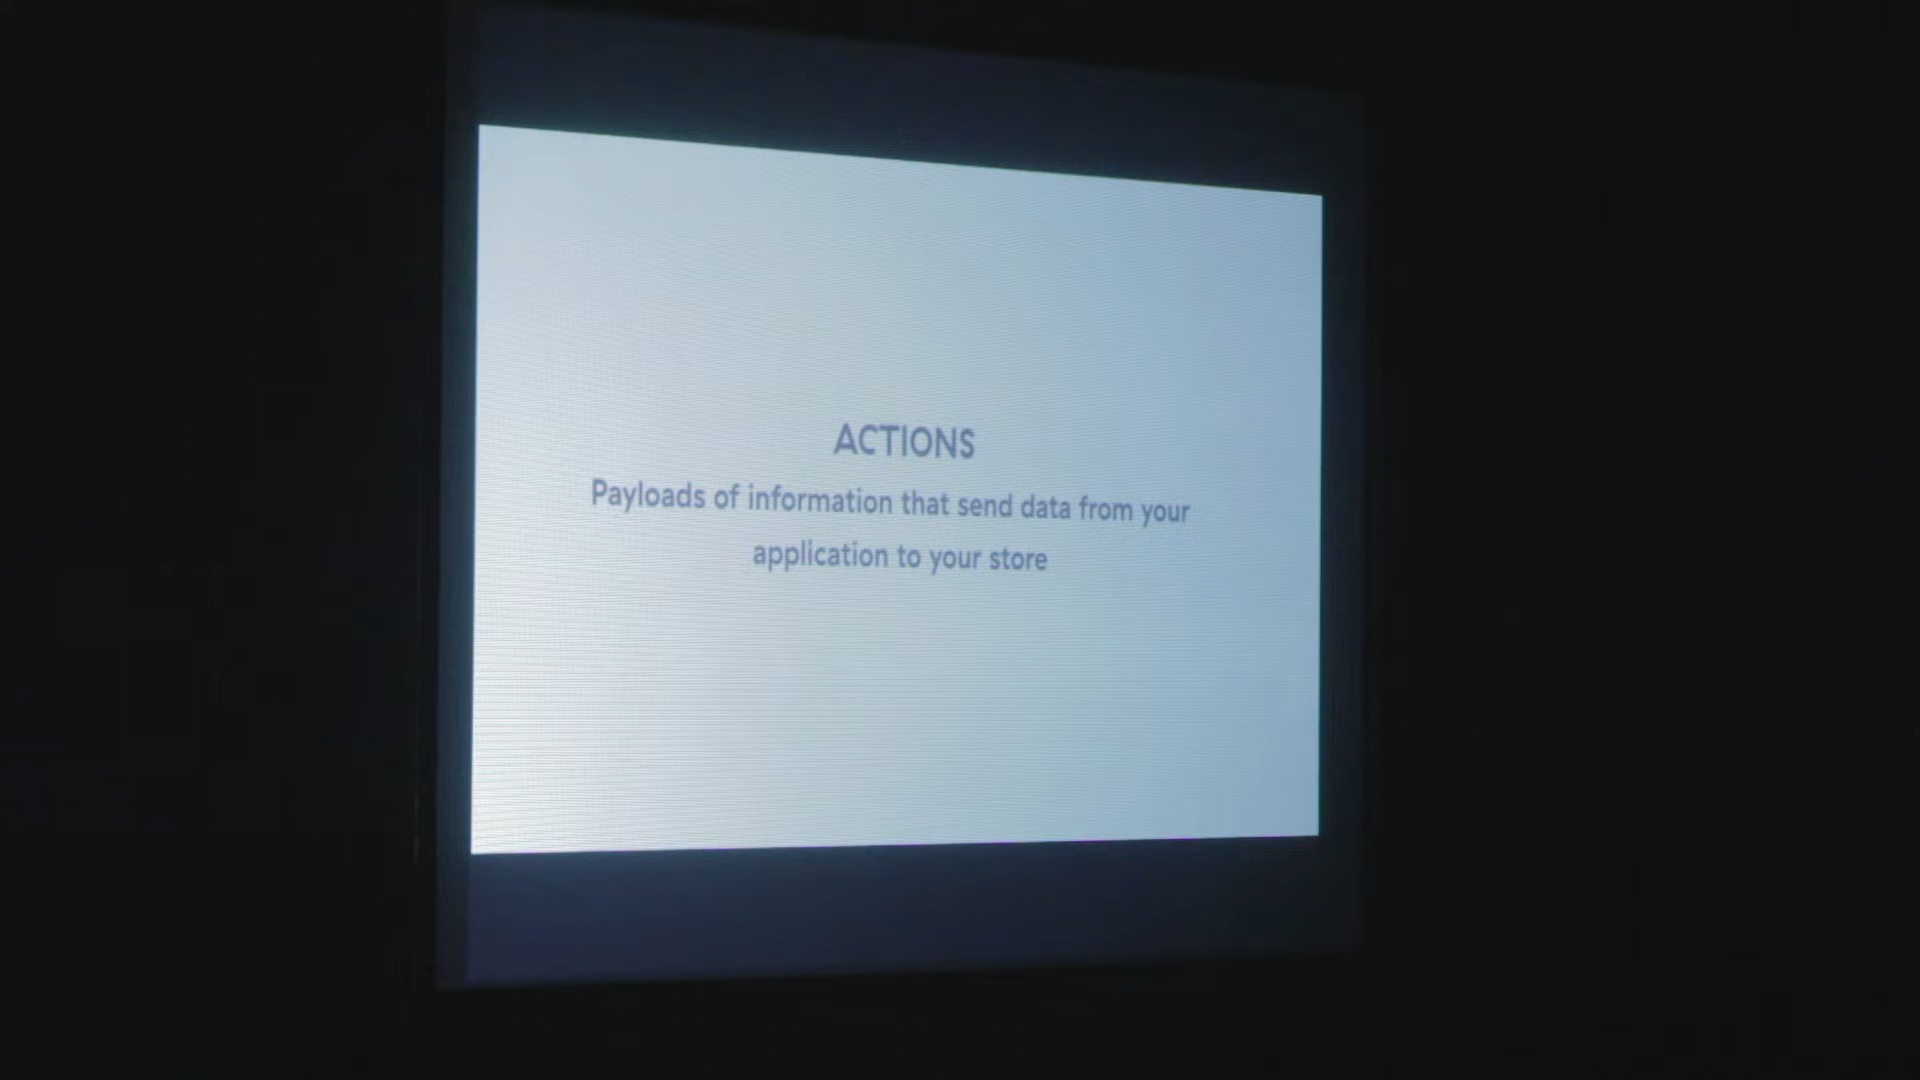 ACTIONS
Payloads of information that send data from your
application to your store